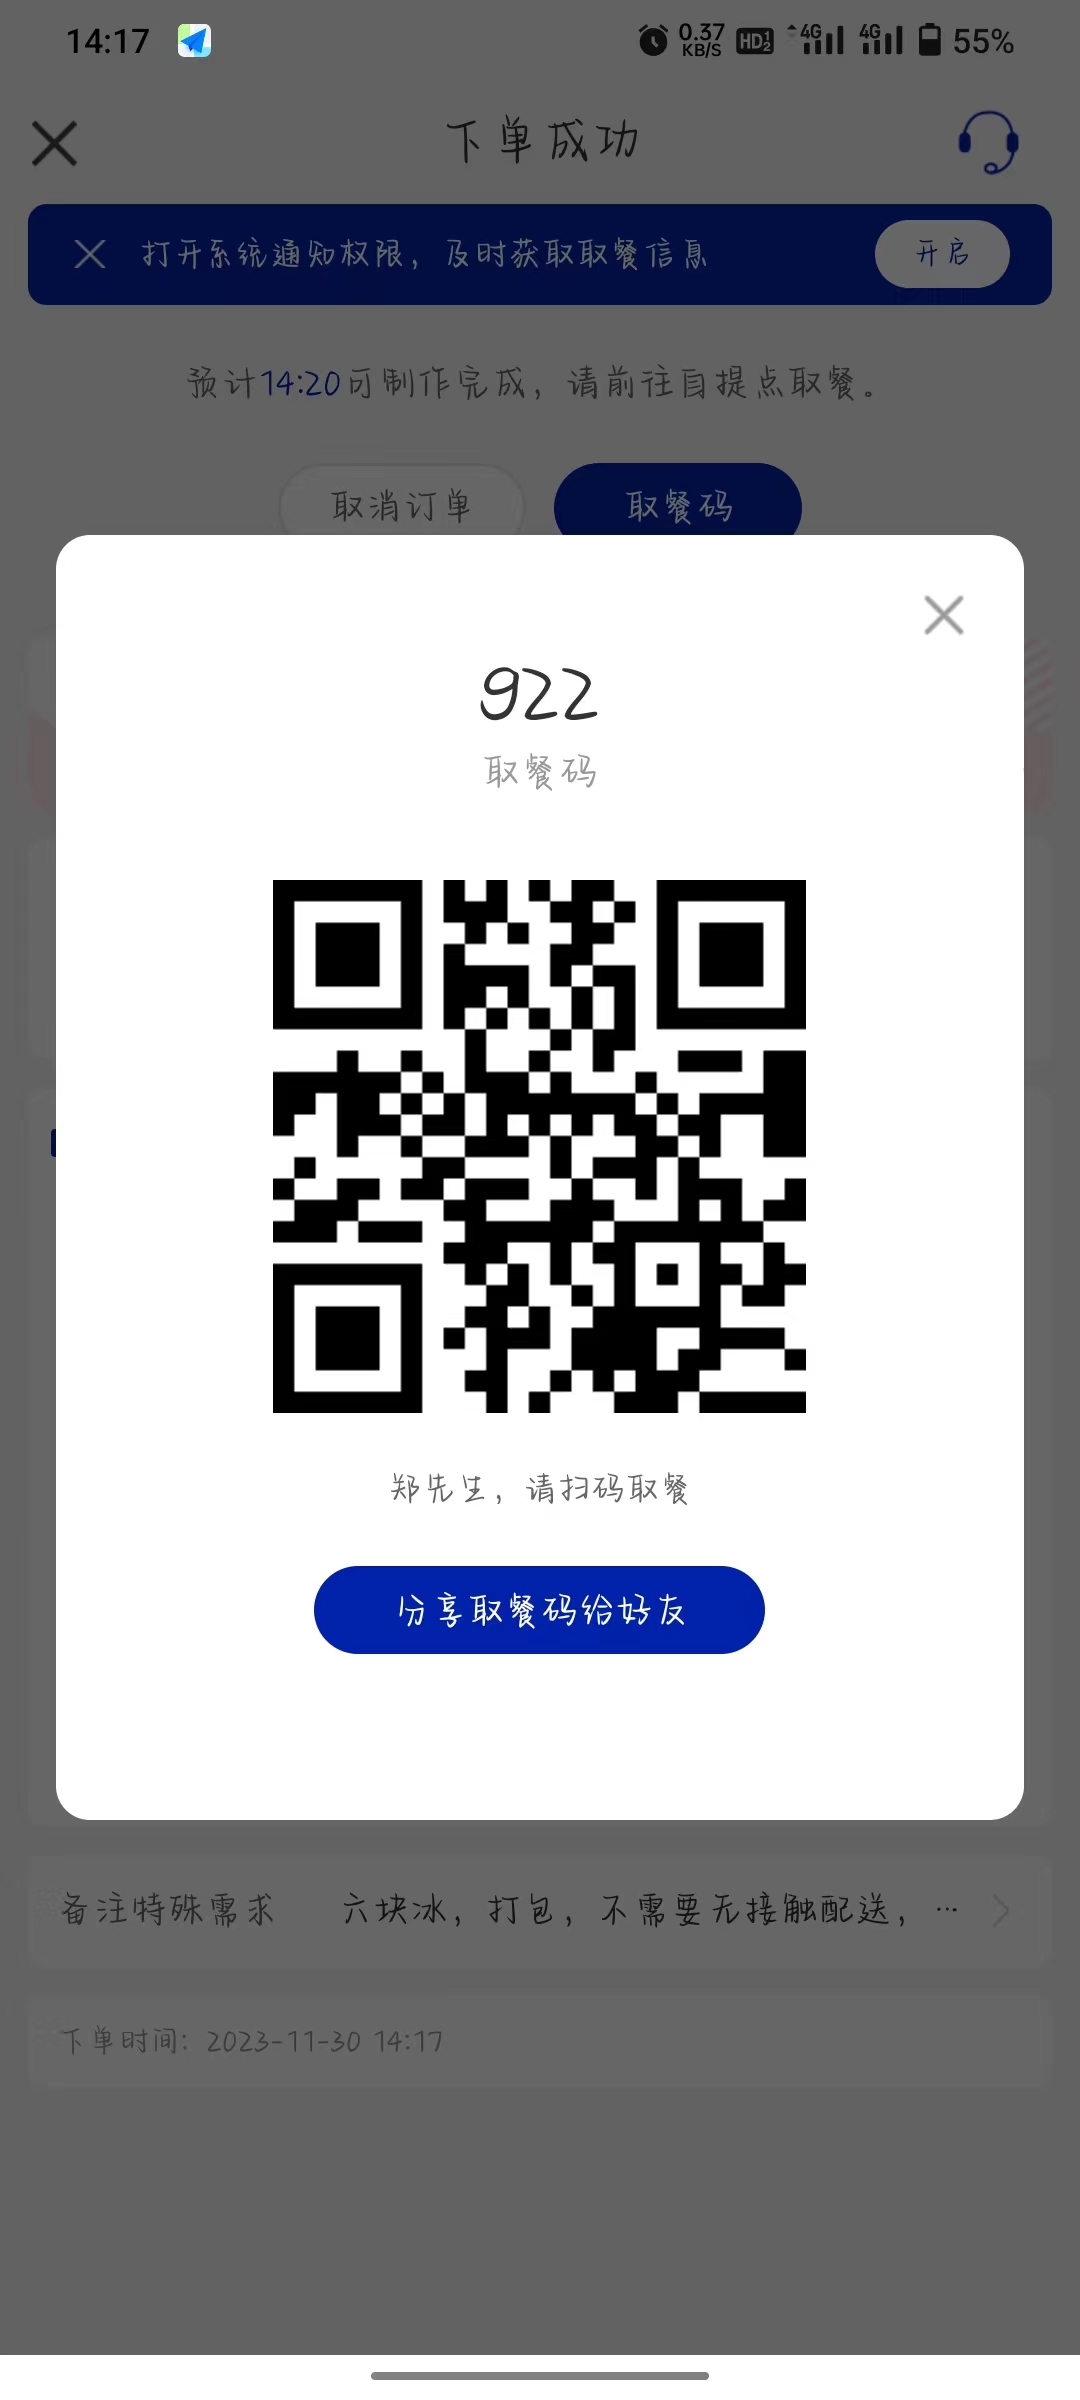 14:17 0.37 KB/S HD 1 2 4G 4G 55%
下单成功
打开系统通知权限，及时获取取餐信息 开启
预计14:20可制作完成，请前往自提点取餐。
取消订单 取餐码
922
取餐码
郑先生，请扫码取餐
分享取餐码给好友
备注特殊需求 六块冰，打包，不需要无接触配送，…
下单时间：2023-11-30 14:17